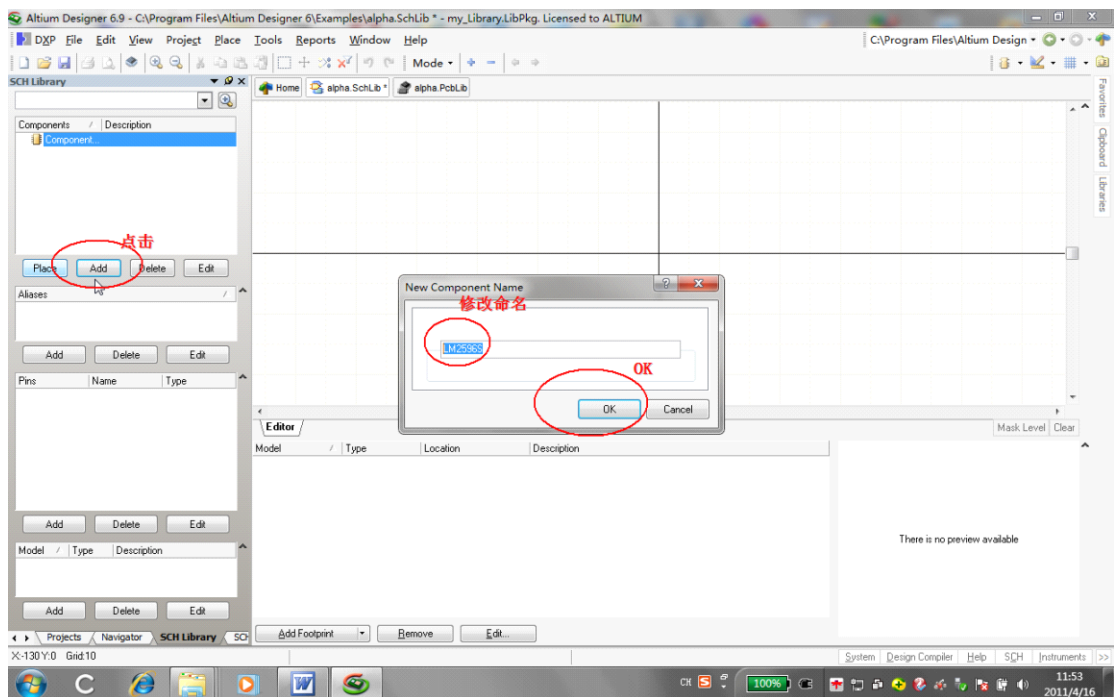 Altium Designer 6.9 - C:\Program Files\Altium Designer 6\Examples\alpha.SchLib * - my_Library.LibPkg. Licensed to ALTIUM
DXP File Edit View Project Place Tools Reports Window Help
C:\Program Files\Altium Design
Mode
SCH Library
Home
alpha.SchLib *
alpha.PcbLib
Favorites
Clipboard
Libraries
Components / Description
Component...
点击
Place Add Delete Edit
Aliases /
Add Delete Edit
Pins Name Type
Add Delete Edit
Model / Type Description
Add Delete Edit
Projects Navigator SCH Library SCH
New Component Name
修改命名
LM2596S
OK
OK Cancel
Editor
Mask Level Clear
Model / Type Location Description
There is no preview available
Add Footprint Remove Edit...
X:-130 Y:0 Grid:10
System Design Compiler Help SCH Instruments >>
CH
100%
11:53
2011/4/16